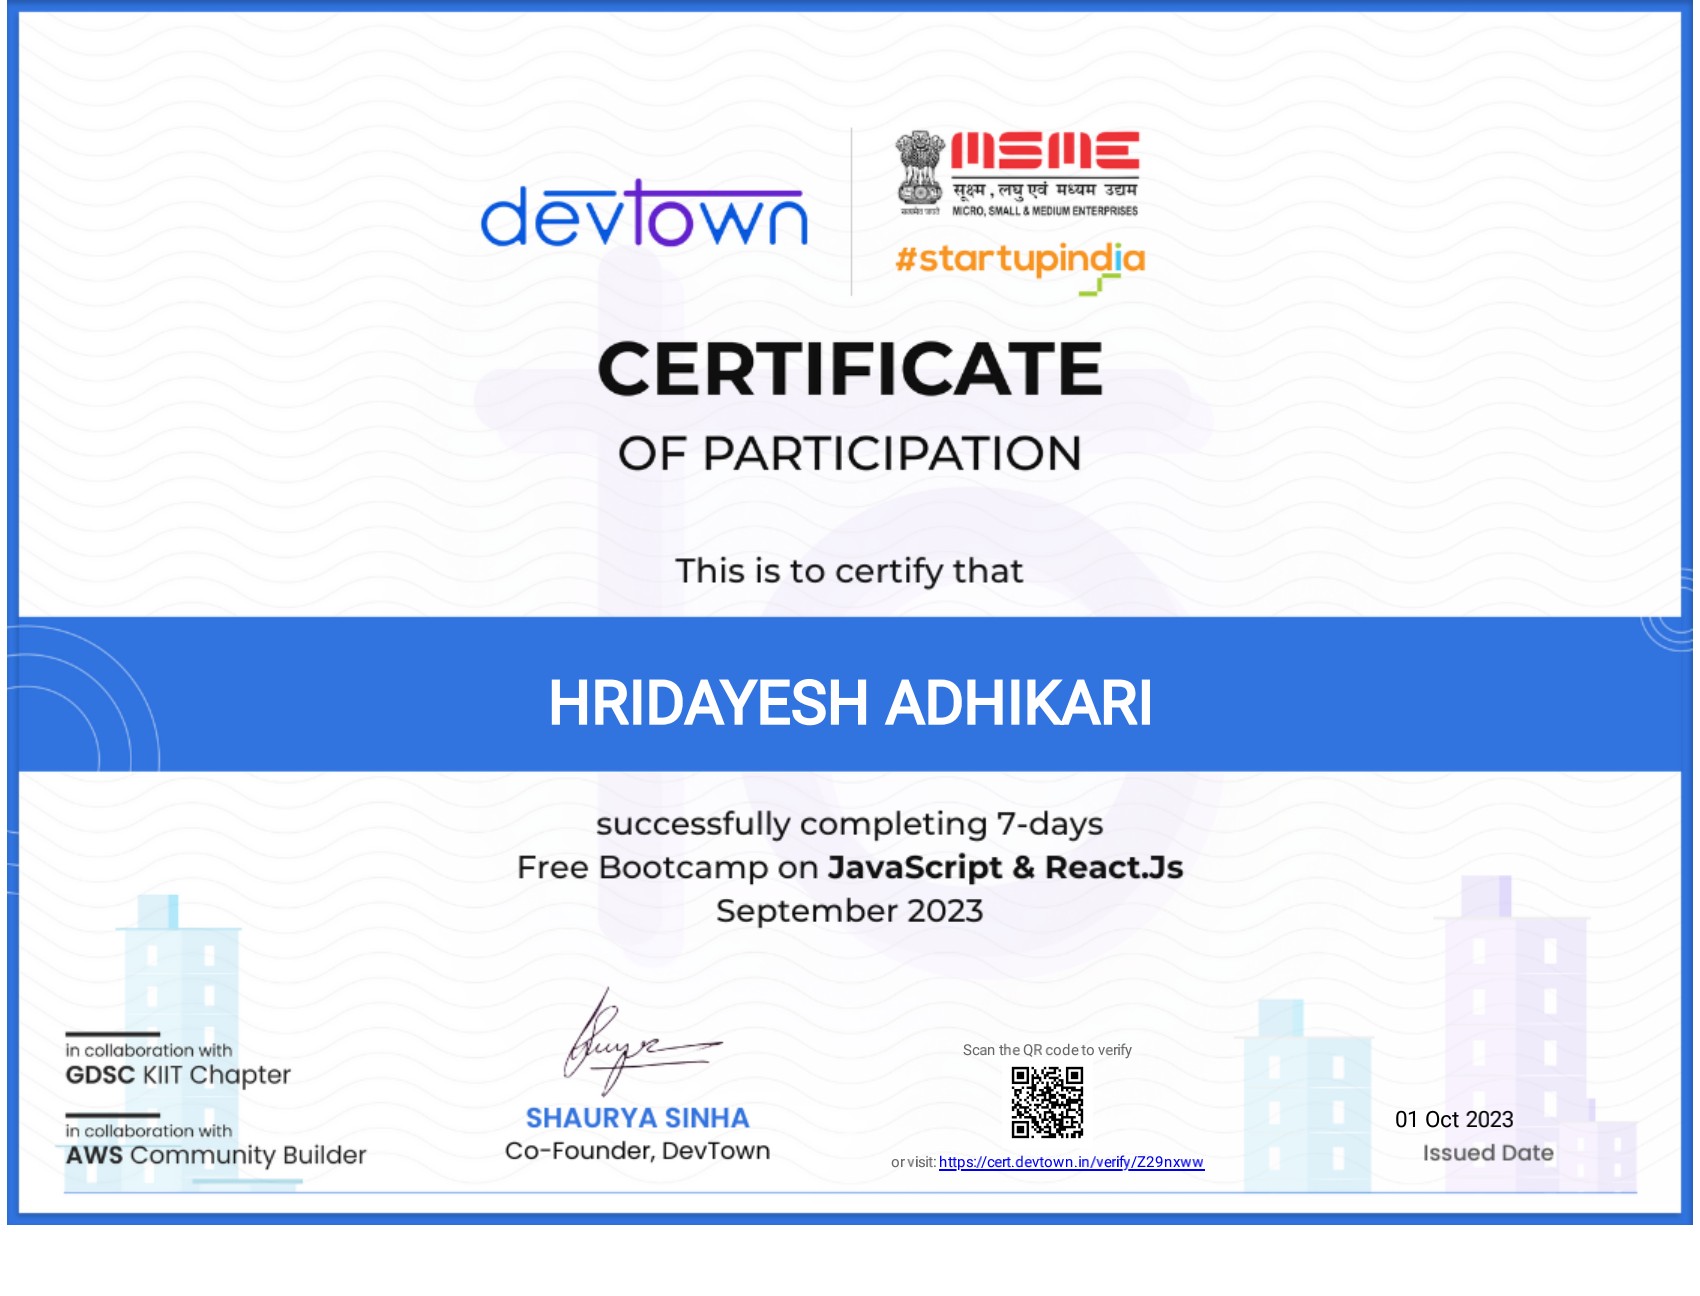 devtown
MSME
सूक्ष्म, लघु एवं मध्यम उद्यम
सत्यमेव जयते
MICRO, SMALL & MEDIUM ENTERPRISES
#startupindia
CERTIFICATE
OF PARTICIPATION
This is to certify that
HRIDAYESH ADHIKARI
successfully completing 7-days
Free Bootcamp on JavaScript & React.Js
September 2023
in collaboration with
GDSC KIIT Chapter
in collaboration with
AWS Community Builder
SHAURYA SINHA
Co-Founder, DevTown
Scan the QR code to verify
or visit: https://cert.devtown.in/verify/Z29nxww
01 Oct 2023
Issued Date